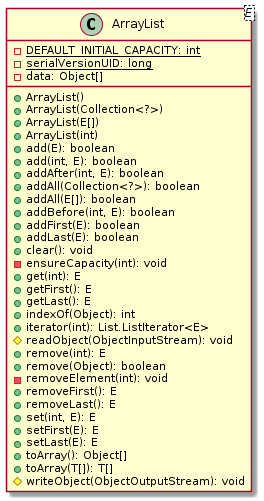 E
C ArrayList
DEFAULT_INITIAL_CAPACITY: int
serialVersionUID: long
data: Object[]
ArrayList()
ArrayList(Collection<?>)
ArrayList(E[])
ArrayList(int)
add(E): boolean
add(int, E): boolean
addAfter(int, E): boolean
addAll(Collection<?>): boolean
addAll(E[]): boolean
addBefore(int, E): boolean
addFirst(E): boolean
addLast(E): boolean
clear(): void
ensureCapacity(int): void
get(int): E
getFirst(): E
getLast(): E
indexOf(Object): int
iterator(int): List.ListIterator<E>
readObject(ObjectInputStream): void
remove(int): E
remove(Object): boolean
removeElement(int): void
removeFirst(): E
removeLast(): E
set(int, E): E
setFirst(E): E
setLast(E): E
toArray(): Object[]
toArray(T[]): T[]
writeObject(ObjectOutputStream): void